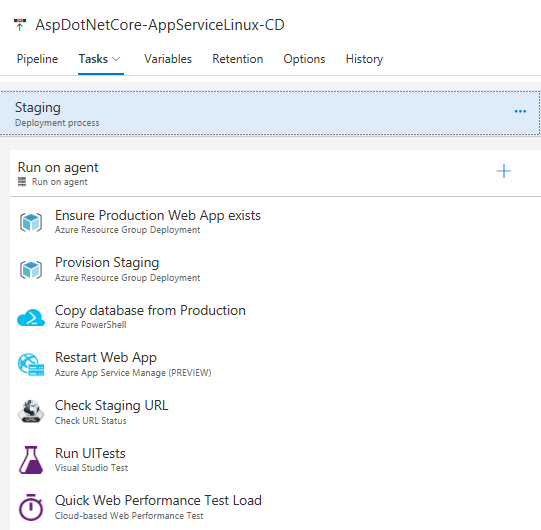 AspDotNetCore-AppServiceLinux-CD
Pipeline Tasks Variables Retention Options History
Staging
Deployment process
Run on agent
Run on agent
Ensure Production Web App exists
Azure Resource Group Deployment
Provision Staging
Azure Resource Group Deployment
Copy database from Production
Azure PowerShell
Restart Web App
Azure App Service Manage (PREVIEW)
Check Staging URL
Check URL Status
Run UITests
Visual Studio Test
Quick Web Performance Test Load
Cloud-based Web Performance Test